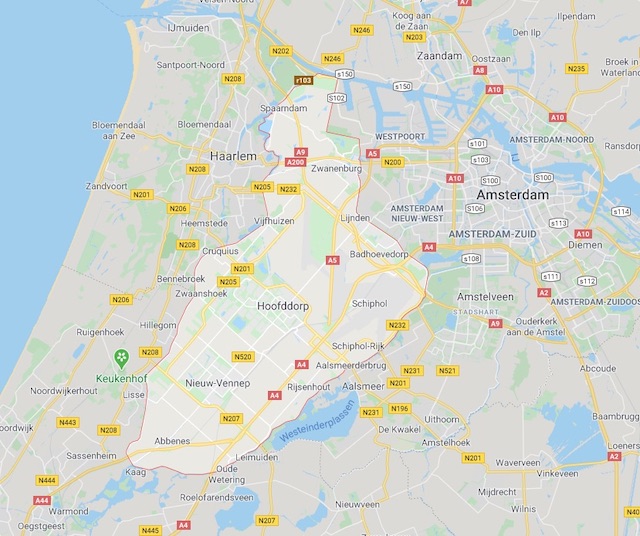 Velsen-Noord
IJmuiden
Koog aan
de Zaan
A7
Den Ilp
Ilpendam
N246
N203
N202
N246
Zaandam
Oostzaan
Santpoort-Noord
N208
r103
s150
S102
s150
A8
A10
N235
Broek in
Waterland
Spaarndam
Bloemendaal
aan Zee
Bloemendaal
WESTPOORT
s101
A10
AMSTERDAM-NOORD
Ransdorp
Haarlem
A9
A200
A5
N200
s103
N208
Zwanenburg
A10
S100
S100
Zandvoort
N201
N205
N232
Amsterdam
N206
AMSTERDAM
NIEUW-WEST
S106
s114
Heemstede
Vijfhuizen
Lijnden
s113
N208
AMSTERDAM-ZUID
A10
Diemen
Cruquius
Badhoevedorp
A4
s108
A5
N201
Bennebroek
N205
s111
s112
Zwaanshoek
N206
Hoofddorp
Schiphol
Amstelveen
A2
AMSTERDAM-ZUIDOOST
STADSHART
Hillegom
N232
A9
Ouderkerk
aan de Amstel
Ruigenhoek
Schiphol-Rijk
N208
N520
A4
Aalsmeerderbrug
Abcoude
Keukenhof
N231
N521
Nieuw-Vennep
Rijsenhout
Aalsmeer
N201
Noordwijkerhout
Lisse
A4
N196
N231
N207
Westeinderplassen
Uithoorn
N443
De Kwakel
N208
Abbenes
Amstelhoek
Sassenheim
Leimuiden
N201
A2
Waverveen
Kaag
Oude
Wetering
Vinkeveen
N444
A44
Roelofarendsveen
Mijdrecht
Warmond
Nieuwveen
Wilnis
Oegstgeest
A4
N207
N445